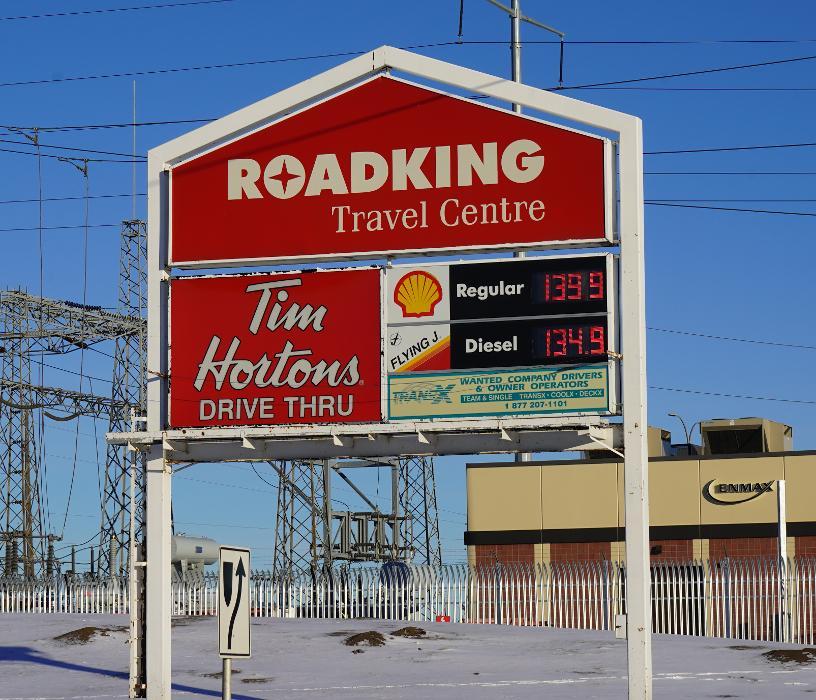 ROADKING
Travel Centre
Tim
Hortons
DRIVE THRU
Regular 139.9
FLYING J Diesel 134.9
TRANSX
WANTED COMPANY DRIVERS
& OWNER OPERATORS
TEAM & SINGLE TRANSX • COOLX • DECKX
1 877 207-1101
ENMAX